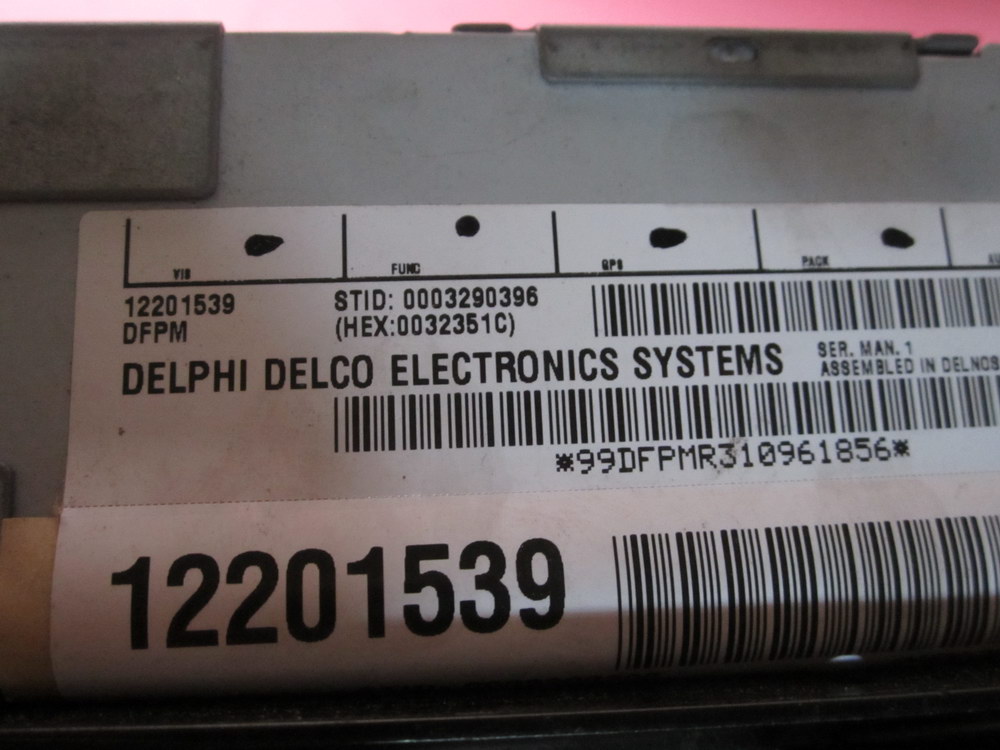 VIS FUNC GPS PACK AU
12201539 STID: 0003290396
DFPM (HEX:0032351C)
DELPHI DELCO ELECTRONICS SYSTEMS
SER. MAN. 1
ASSEMBLED IN DELNOS
*99DFPMR310961856*
12201539